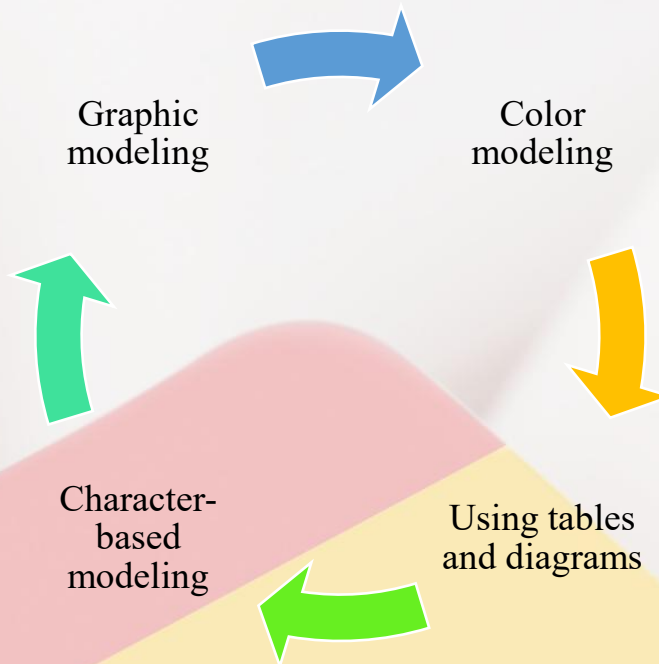 Graphic
modeling
Color
modeling
Using tables
and diagrams
Character-
based
modeling